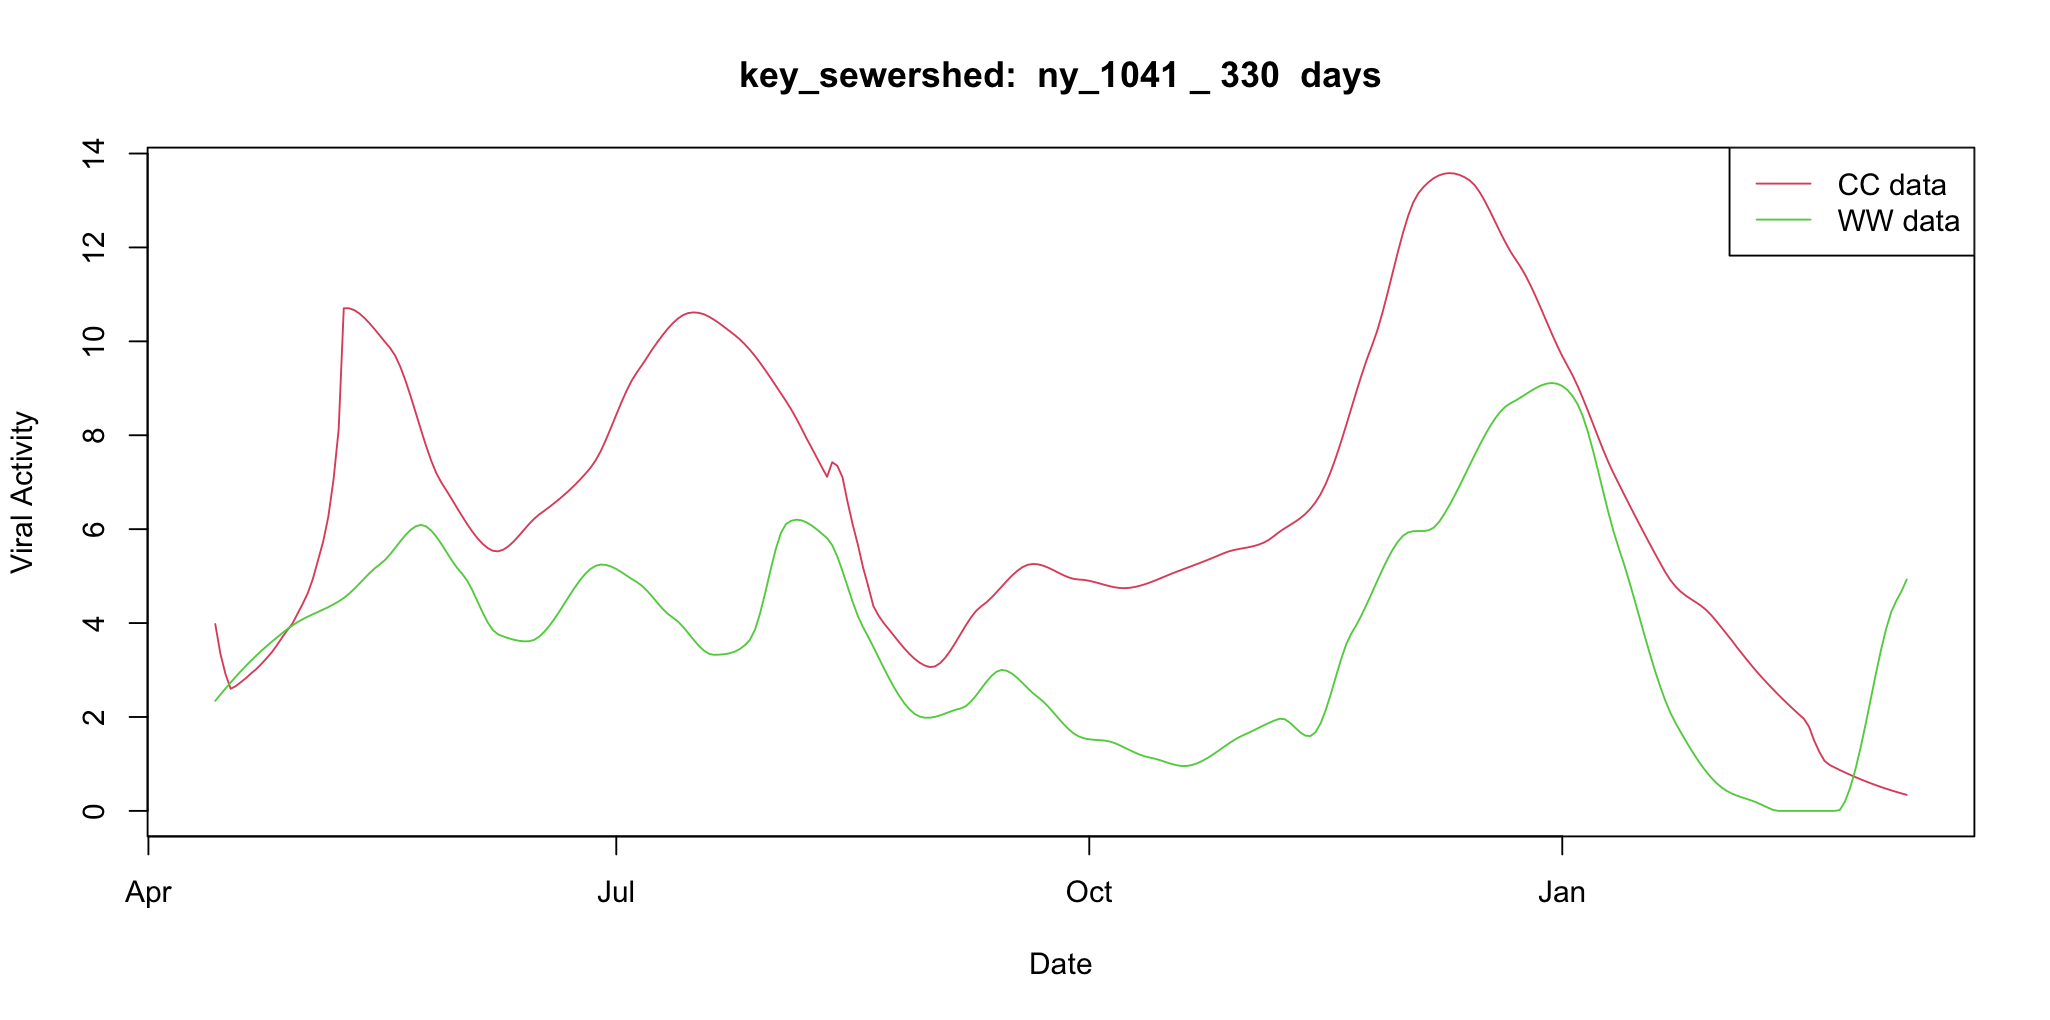 key_sewershed:  ny_1041 _ 330  days
CC data
WW data
Viral Activity
14
12
10
8
6
4
2
0
Apr
Jul
Oct
Jan
Date